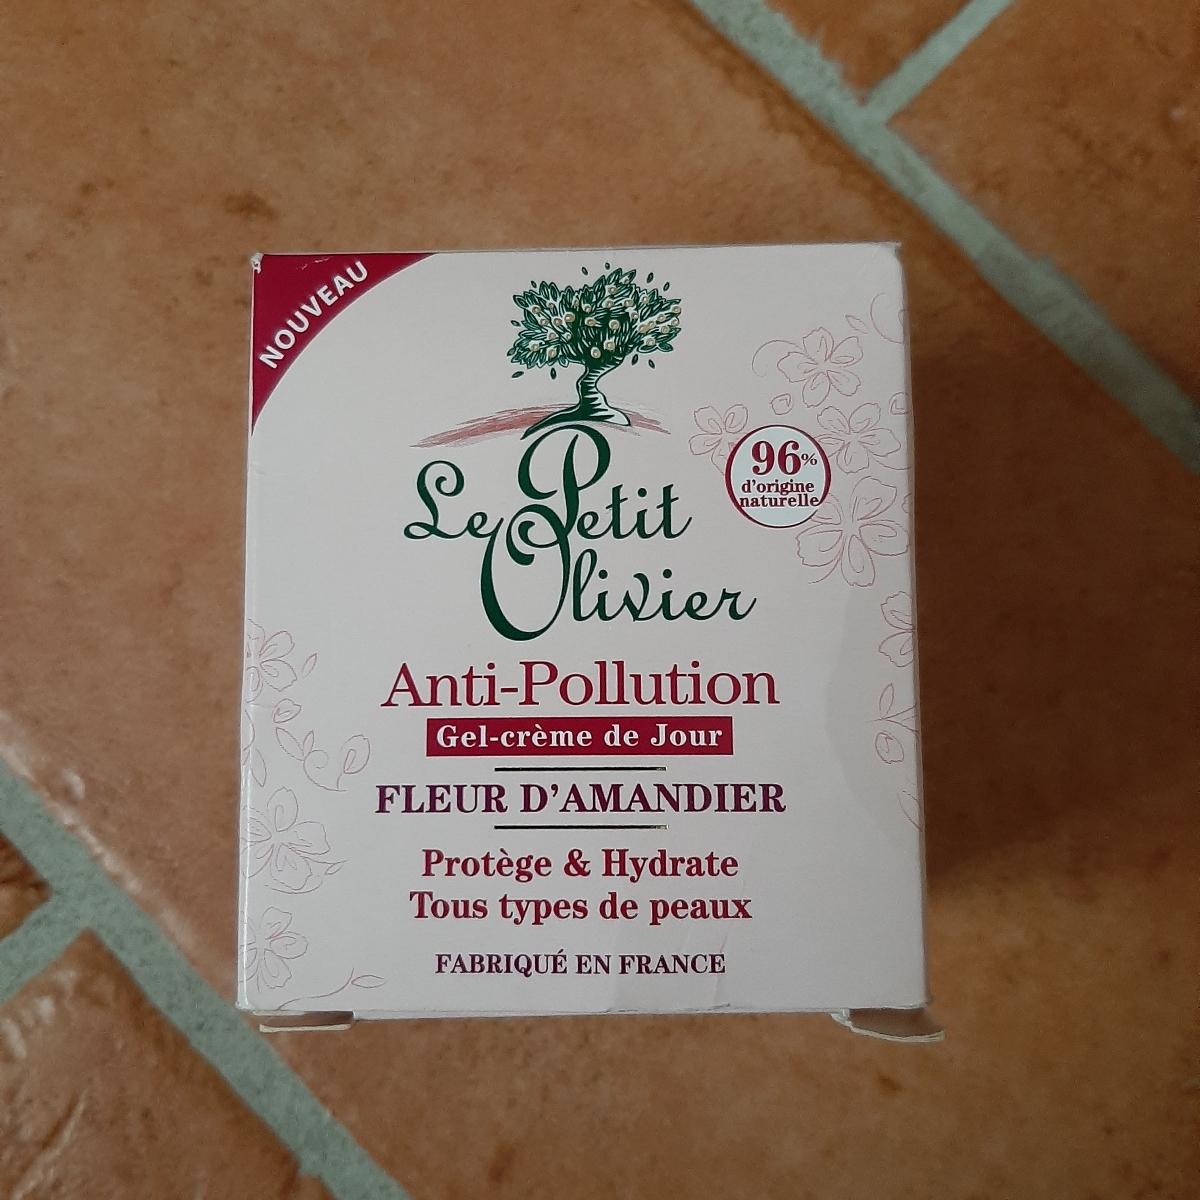 NOUVEAU
Le Petit
Olivier
96%
d'origine
naturelle
Anti-Pollution
Gel-crème de Jour
FLEUR D'AMANDIER
Protège & Hydrate
Tous types de peaux
FABRIQUÉ EN FRANCE